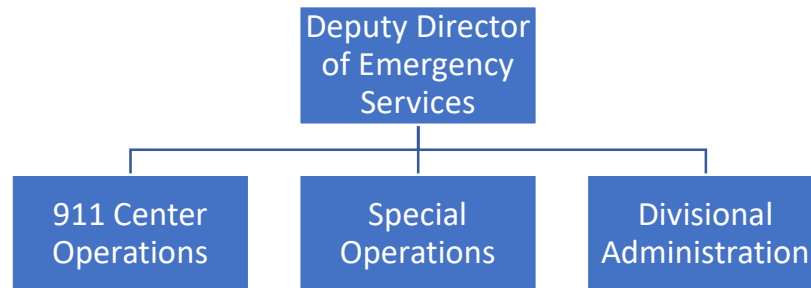 Deputy Director
of Emergency
Services
911 Center
Operations
Special
Operations
Divisional
Administration